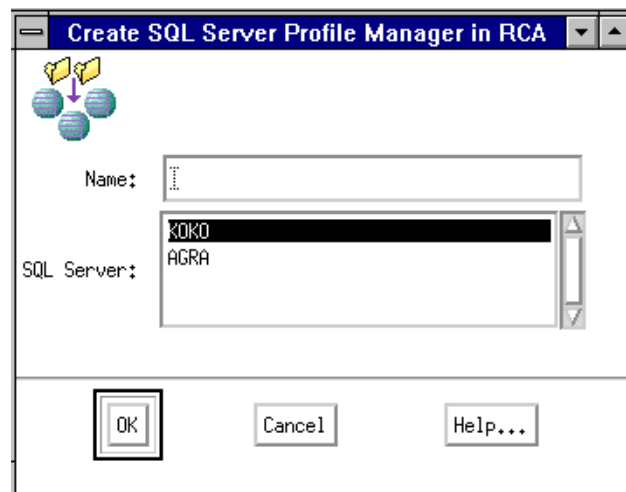 Create SQL Server Profile Manager in RCA
Name:
KOKO
AGRA
SQL Server:
OK
Cancel
Help...